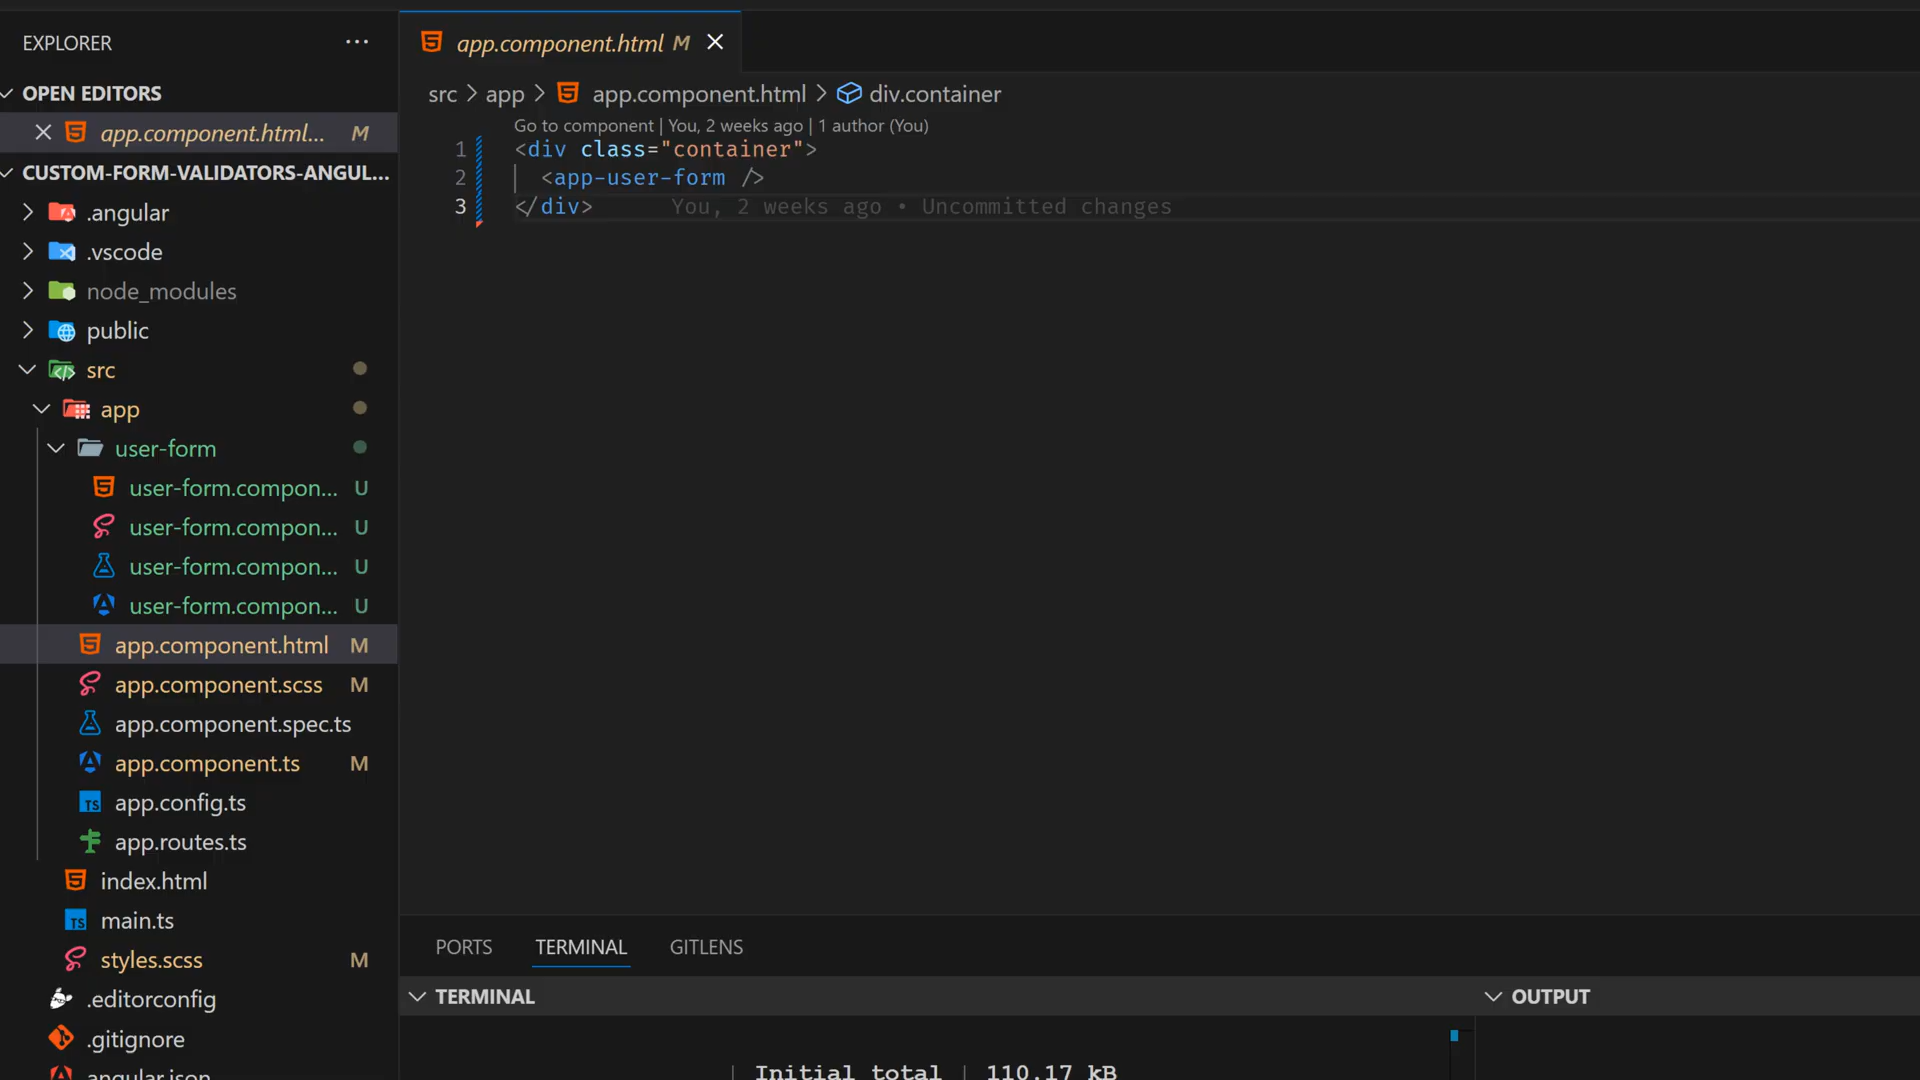 EXPLORER
OPEN EDITORS
app.component.html... M
CUSTOM-FORM-VALIDATORS-ANGUL...
.angular
.vscode
node_modules
public
src
app
user-form
user-form.compon... U
user-form.compon... U
user-form.compon... U
user-form.compon... U
app.component.html M
app.component.scss M
app.component.spec.ts
app.component.ts M
app.config.ts
app.routes.ts
index.html
main.ts
styles.scss M
.editorconfig
.gitignore
angular.json
app.component.html M
src > app > app.component.html > div.container
Go to component | You, 2 weeks ago | 1 author (You)
1 <div class="container">
2 <app-user-form />
3 </div> You, 2 weeks ago • Uncommitted changes
PORTS TERMINAL GITLENS
TERMINAL
OUTPUT
| Initial total | 110.17 kB